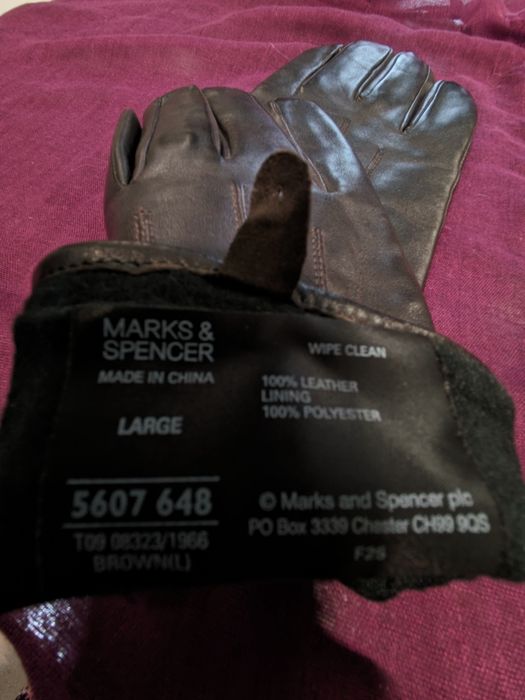 MARKS &
SPENCER
MADE IN CHINA
LARGE
5607 648
T09 08323/1966
BROWN(L)
WIPE CLEAN
100% LEATHER
LINING
100% POLYESTER
© Marks and Spencer plc
PO Box 3339 Chester CH99 9QS
F25